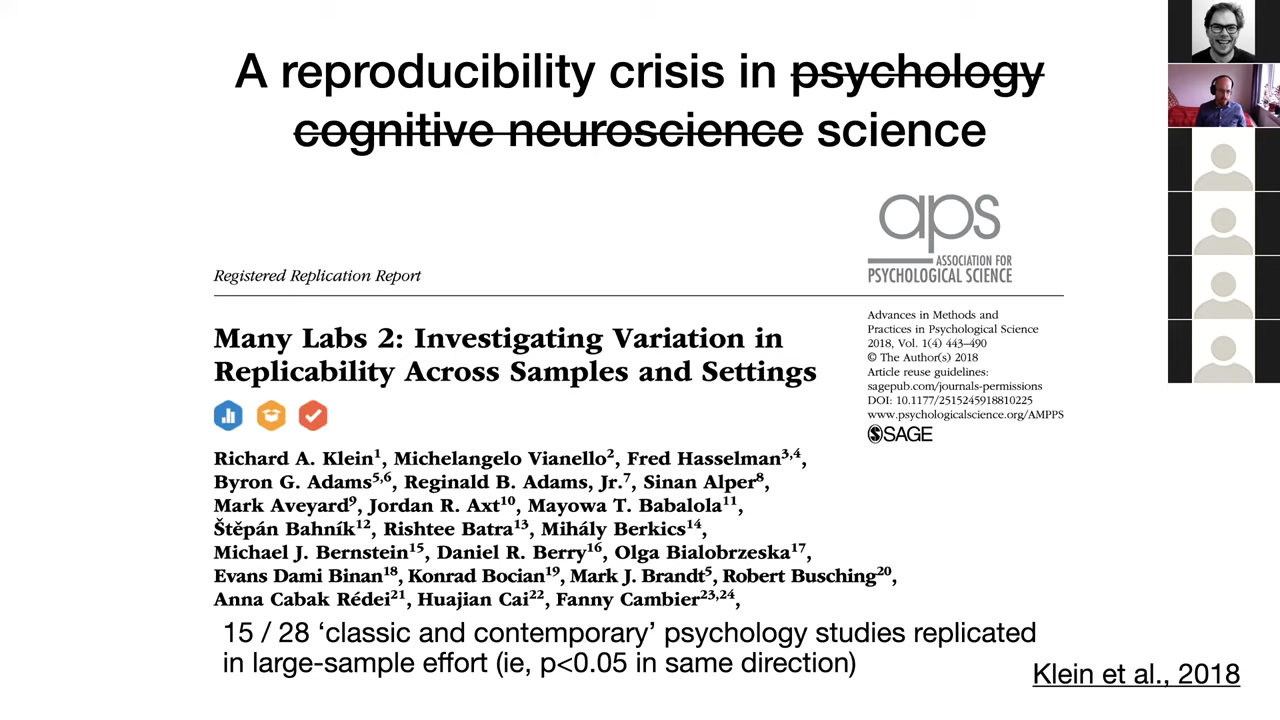 A reproducibility crisis in psychology
cognitive neuroscience science
aps
ASSOCIATION FOR
PSYCHOLOGICAL SCIENCE
Registered Replication Report
Many Labs 2: Investigating Variation in
Replicability Across Samples and Settings
Advances in Methods and
Practices in Psychological Science
2018, Vol. 1(4) 443–490
© The Author(s) 2018
Article reuse guidelines:
sagepub.com/journals-permissions
DOI: 10.1177/2515245918810225
www.psychologicalscience.org/AMPPS
SAGE
Richard A. Klein¹, Michelangelo Vianello², Fred Hasselman³,⁴,
Byron G. Adams⁵,⁶, Reginald B. Adams, Jr.⁷, Sinan Alper⁸,
Mark Aveyard⁹, Jordan R. Axt¹⁰, Mayowa T. Babalola¹¹,
Štěpán Bahník¹², Rishtee Batra¹³, Mihály Berkics¹⁴,
Michael J. Bernstein¹⁵, Daniel R. Berry¹⁶, Olga Bialobrzeska¹⁷,
Evans Dami Binan¹⁸, Konrad Bocian¹⁹, Mark J. Brandt⁵, Robert Busching²⁰,
Anna Cabak Rédei²¹, Huajian Cai²², Fanny Cambier²³,²⁴,
15 / 28 ‘classic and contemporary’ psychology studies replicated
in large-sample effort (ie, p<0.05 in same direction)
Klein et al., 2018